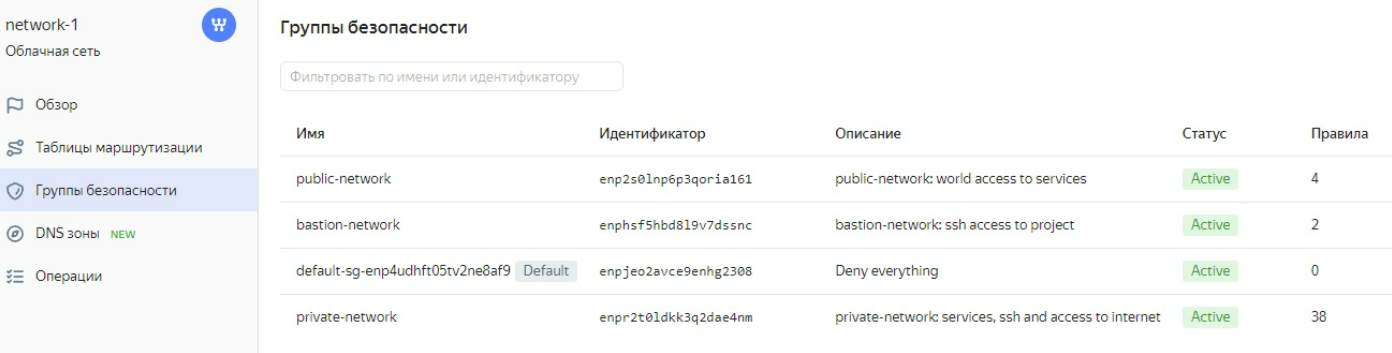 network-1
Облачная сеть
Обзор
Таблицы маршрутизации
Группы безопасности
DNS зоны NEW
Операции
Группы безопасности
Фильтровать по имени или идентификатору
Имя Идентификатор Описание Статус Правила
public-network enp2s0lnp6p3qoria161 public-network: world access to services Active 4
bastion-network enphsf5hbd8l9v7dssnc bastion-network: ssh access to project Active 2
default-sg-enp4udhft05tv2ne8af9 Default enpjeo2avce9enhg2308 Deny everything Active 0
private-network enpr2t0ldkk3q2dae4nm private-network: services, ssh and access to internet Active 38